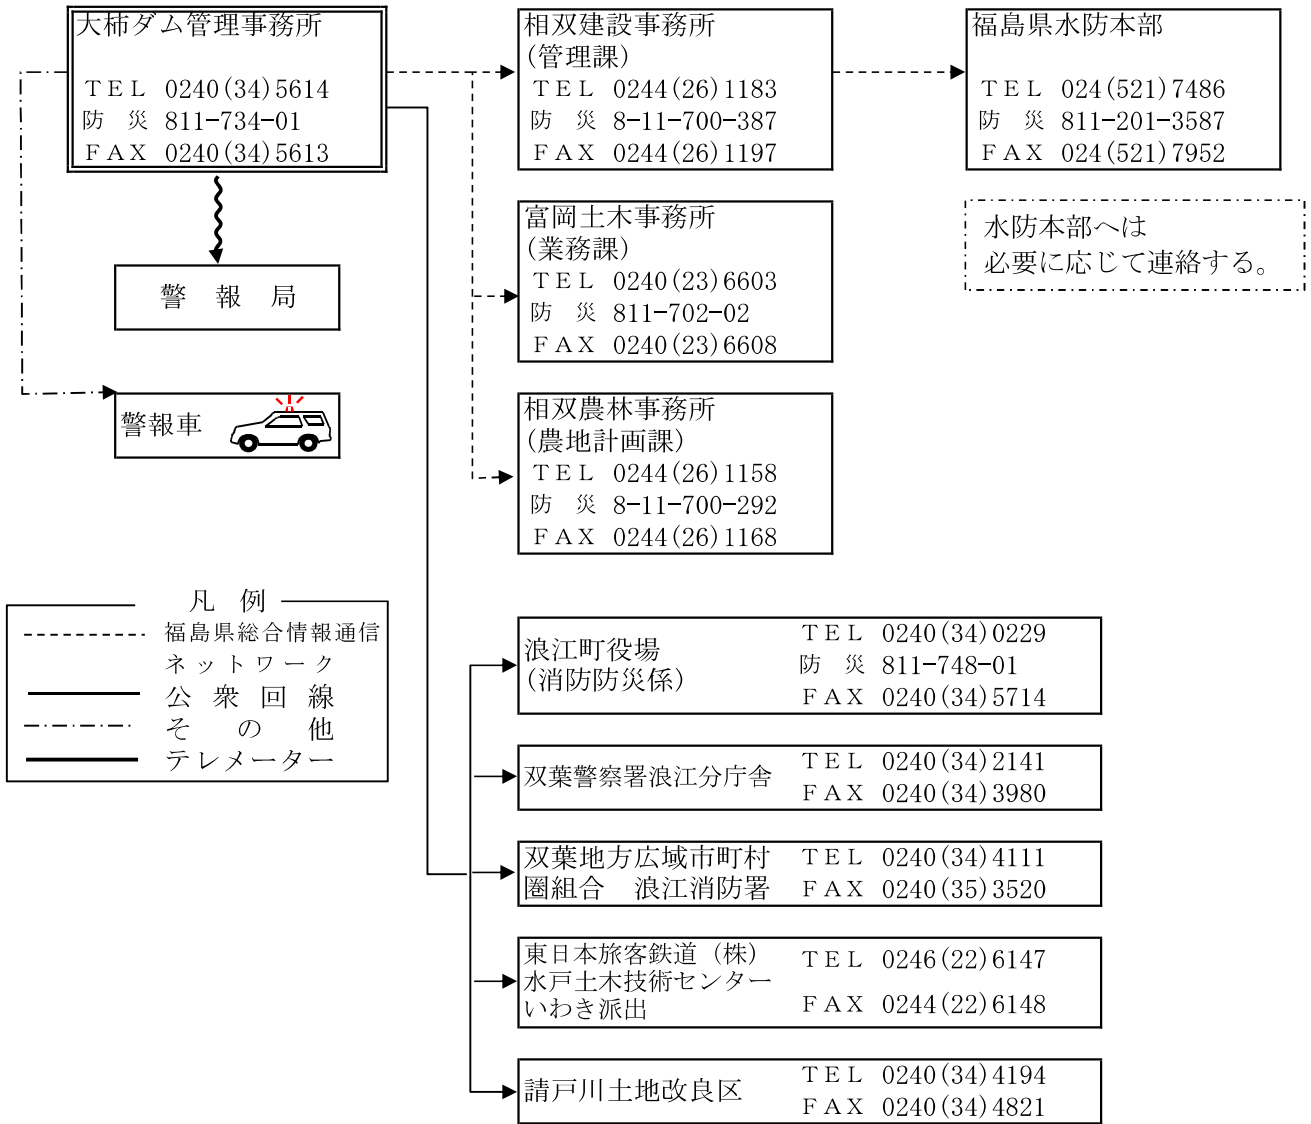 大柿ダム管理事務所
ＴＥＬ 0240(34)5614
防　災 811-734-01
ＦＡＸ 0240(34)5613
警　報　局
警報車
相双建設事務所
(管理課)
ＴＥＬ 0244(26)1183
防　災 8-11-700-387
ＦＡＸ 0244(26)1197
福島県水防本部
ＴＥＬ 024(521)7486
防　災 811-201-3587
ＦＡＸ 024(521)7952
水防本部へは
必要に応じて連絡する。
富岡土木事務所
(業務課)
ＴＥＬ 0240(23)6603
防　災 811-702-02
ＦＡＸ 0240(23)6608
相双農林事務所
(農地計画課)
ＴＥＬ 0244(26)1158
防　災 8-11-700-292
ＦＡＸ 0244(26)1168
凡　例
福島県総合情報通信
ネットワーク
公　衆　回　線
そ　の　他
テレメーター
浪江町役場
(消防防災係)
ＴＥＬ 0240(34)0229
防　災 811-748-01
ＦＡＸ 0240(34)5714
双葉警察署浪江分庁舎
ＴＥＬ 0240(34)2141
ＦＡＸ 0240(34)3980
双葉地方広域市町村
圏組合　浪江消防署
ＴＥＬ 0240(34)4111
ＦＡＸ 0240(35)3520
東日本旅客鉄道（株）
水戸土木技術センター
いわき派出
ＴＥＬ 0246(22)6147
ＦＡＸ 0244(22)6148
請戸川土地改良区
ＴＥＬ 0240(34)4194
ＦＡＸ 0240(34)4821